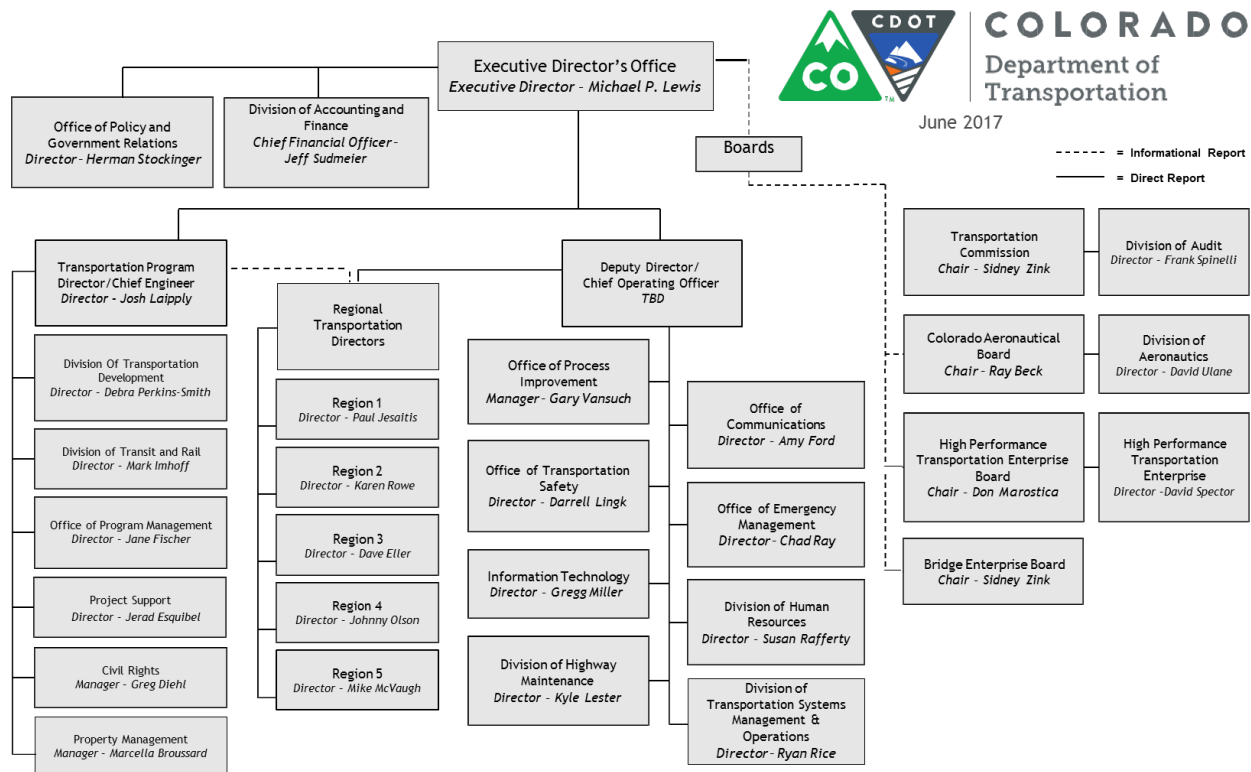 CO
TM
CDOT
COLORADO
Department of
Transportation
June 2017
Executive Director's Office
Executive Director – Michael P. Lewis
Office of Policy and
Government Relations
Director– Herman Stockinger
Division of Accounting and
Finance
Chief Financial Officer–
Jeff Sudmeier
Boards
= Informational Report
= Direct Report
Transportation Program
Director/Chief Engineer
Director - Josh Laipply
Division Of Transportation
Development
Director - Debra Perkins-Smith
Division of Transit and Rail
Director - Mark Imhoff
Office of Program Management
Director - Jane Fischer
Project Support
Director - Jerad Esquibel
Civil Rights
Manager - Greg Diehl
Property Management
Manager - Marcella Broussard
Regional
Transportation
Directors
Region 1
Director - Paul Jesaitis
Region 2
Director - Karen Rowe
Region 3
Director - Dave Eller
Region 4
Director - Johnny Olson
Region 5
Director - Mike McVaugh
Deputy Director/
Chief Operating Officer
TBD
Office of Process
Improvement
Manager– Gary Vansuch
Office of Transportation
Safety
Director – Darrell Lingk
Information Technology
Director – Gregg Miller
Division of Highway
Maintenance
Director – Kyle Lester
Office of
Communications
Director – Amy Ford
Office of Emergency
Management
Director– Chad Ray
Division of Human
Resources
Director – Susan Rafferty
Division of
Transportation Systems
Management &
Operations
Director– Ryan Rice
Transportation
Commission
Chair – Sidney Zink
Division of Audit
Director - Frank Spinelli
Colorado Aeronautical
Board
Chair – Ray Beck
Division of
Aeronautics
Director - David Ulane
High Performance
Transportation Enterprise
Board
Chair – Don Marostica
High Performance
Transportation
Enterprise
Director -David Spector
Bridge Enterprise Board
Chair – Sidney Zink